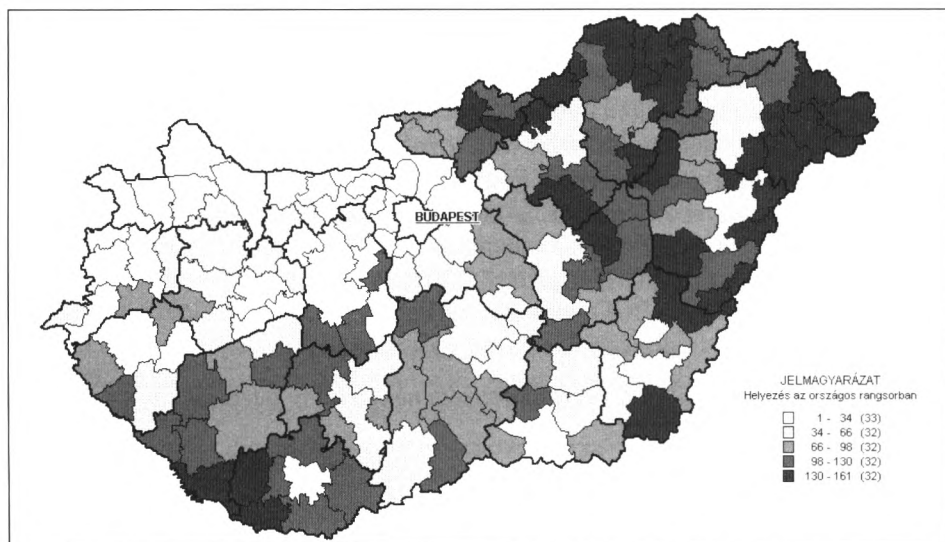 BUDAPEST
JELMAGYARÁZAT
Helyezés az országos rangsorban
1 - 34 (33)
34 - 66 (32)
66 - 98 (32)
98 - 130 (32)
130 - 161 (32)